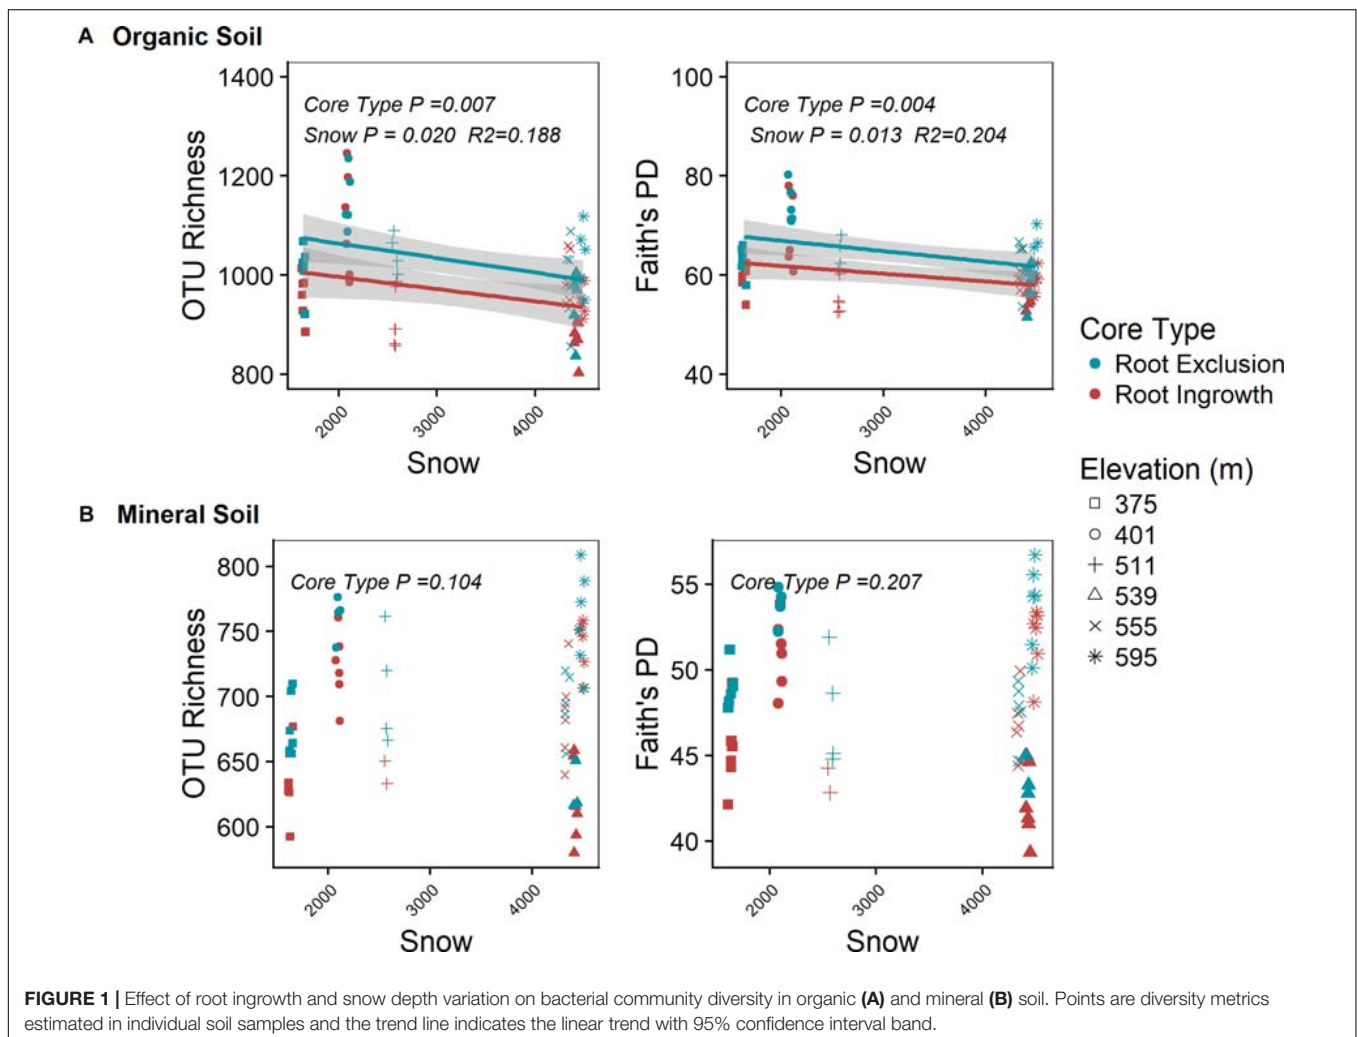 A Organic Soil
OTU Richness
1400
1200
1000
800
Core Type P =0.007
Snow P = 0.020 R2=0.188
2000
3000
4000
Snow
Faith's PD
100
80
60
40
Core Type P =0.004
Snow P = 0.013 R2=0.204
2000
3000
4000
Snow
Core Type
Root Exclusion
Root Ingrowth
Elevation (m)
375
401
511
539
555
595
B Mineral Soil
OTU Richness
800
750
700
650
600
Core Type P =0.104
2000
3000
4000
Snow
Faith's PD
55
50
45
40
Core Type P =0.207
2000
3000
4000
Snow
FIGURE 1 | Effect of root ingrowth and snow depth variation on bacterial community diversity in organic (A) and mineral (B) soil. Points are diversity metrics
estimated in individual soil samples and the trend line indicates the linear trend with 95% confidence interval band.